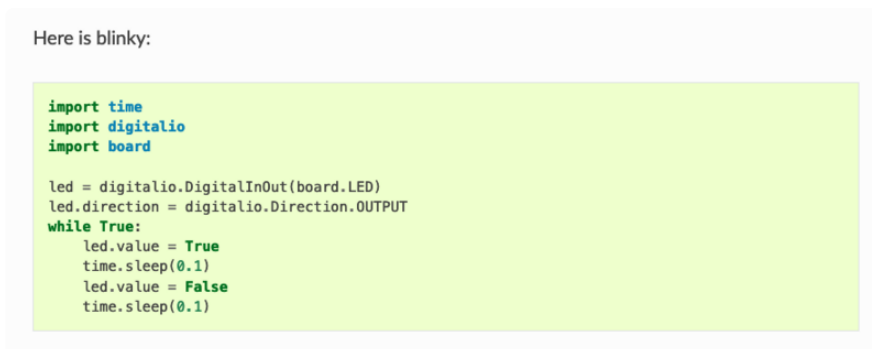 Here is blinky:
import time
import digitalio
import board
led = digitalio.DigitalInOut(board.LED)
led.direction = digitalio.Direction.OUTPUT
while True:
    led.value = True
    time.sleep(0.1)
    led.value = False
    time.sleep(0.1)